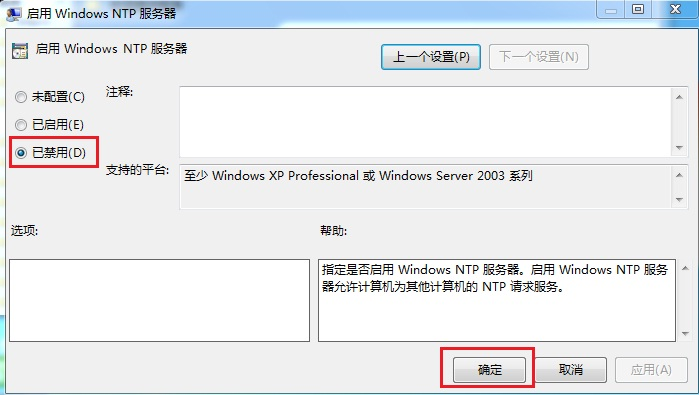 启用 Windows NTP 服务器
启用 Windows NTP 服务器
上一个设置(P)
下一个设置(N)
未配置(C)
注释:
已启用(E)
已禁用(D)
支持的平台:
至少 Windows XP Professional 或 Windows Server 2003 系列
选项:
帮助:
指定是否启用 Windows NTP 服务器。启用 Windows NTP 服务
器允许计算机为其他计算机的 NTP 请求服务。
确定
取消
应用(A)